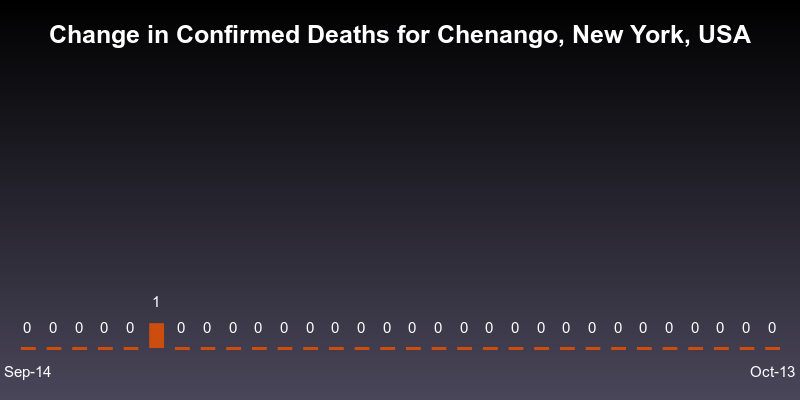 Change in Confirmed Deaths for Chenango, New York, USA
1
0 0 0 0 0 0 0 0 0 0 0 0 0 0 0 0 0 0 0 0 0 0 0 0 0 0 0 0 0
Sep-14 Oct-13